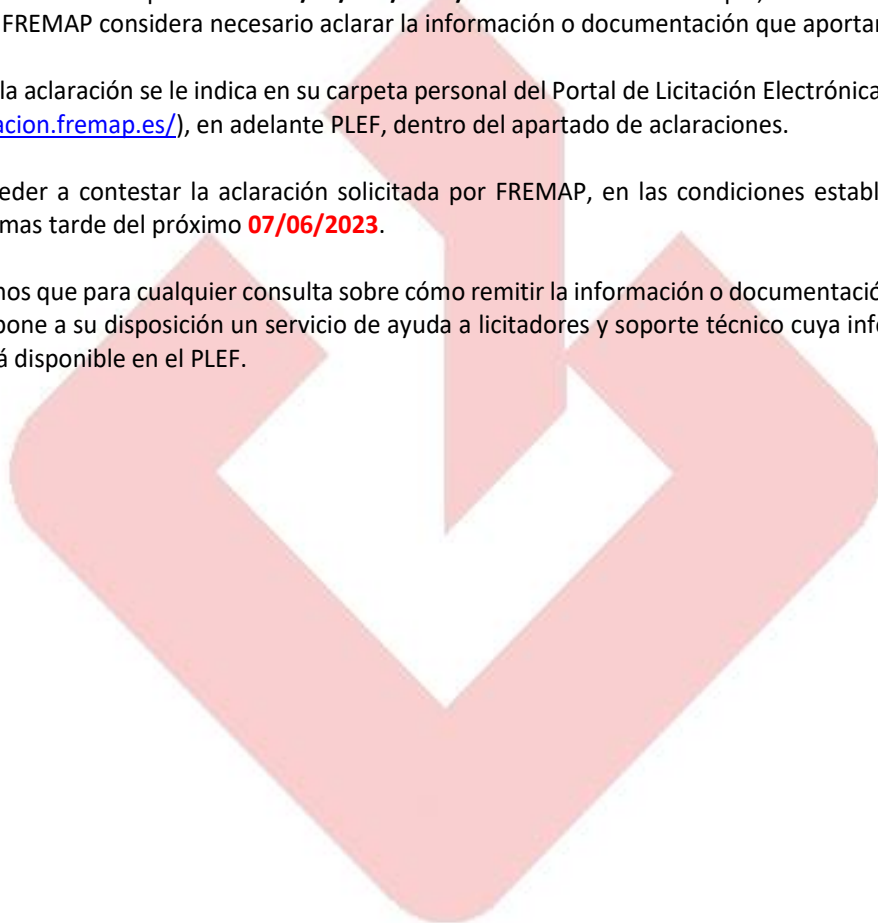 FREMAP considera necesario aclarar la información o documentación que aportar
la aclaración se le indica en su carpeta personal del Portal de Licitación Electrónica
acion.fremap.es/), en adelante PLEF, dentro del apartado de aclaraciones.
eder a contestar la aclaración solicitada por FREMAP, en las condiciones establ
mas tarde del próximo 07/06/2023.
nos que para cualquier consulta sobre cómo remitir la información o documentació
pone a su disposición un servicio de ayuda a licitadores y soporte técnico cuya inf
á disponible en el PLEF.